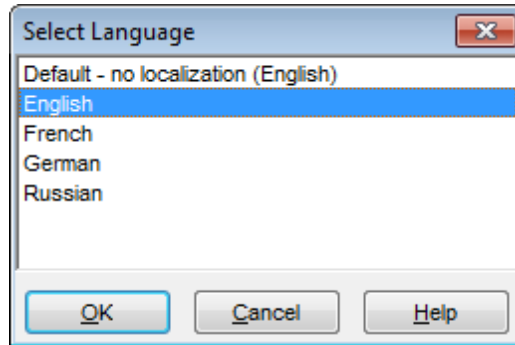 Select Language
Default - no localization (English)
English
French
German
Russian
OK Cancel Help